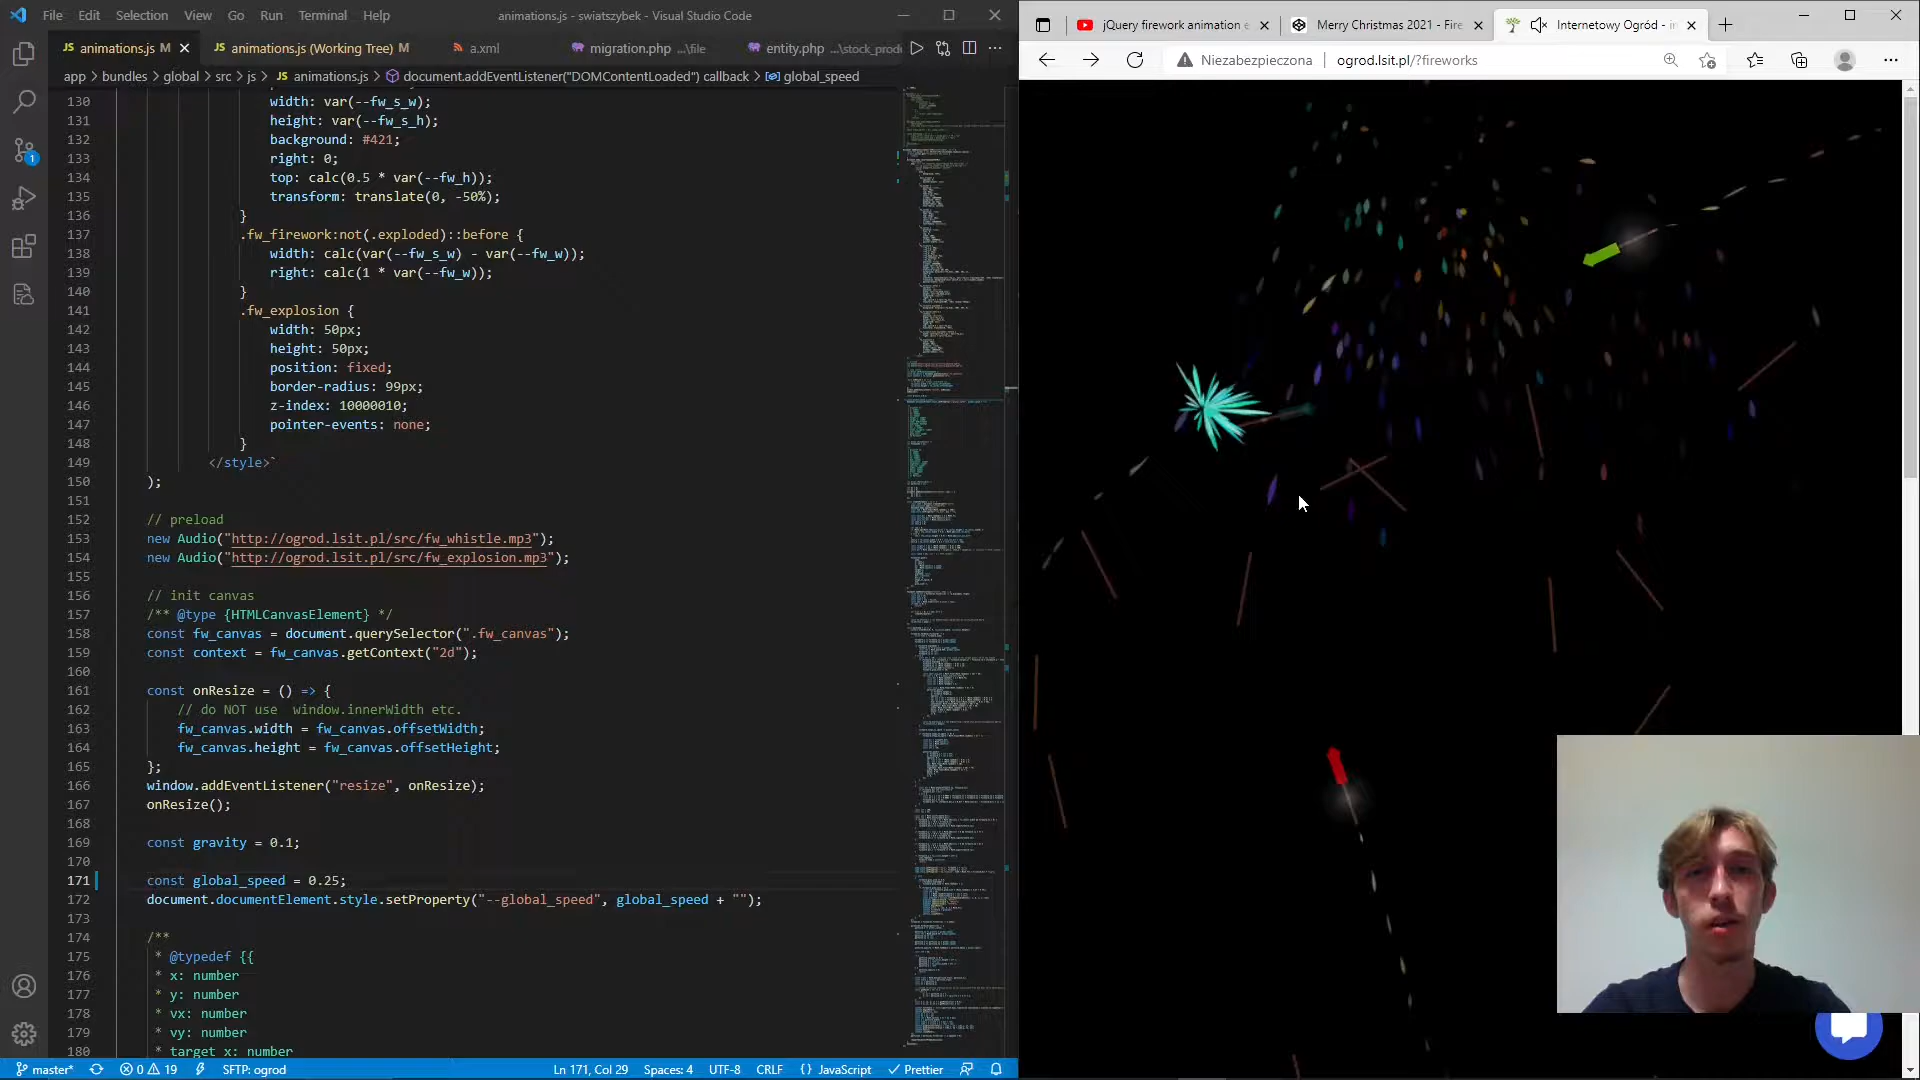 File Edit Selection View Go Run Terminal Help
animations.js - swiatszybek - Visual Studio Code
JS animations.js M
JS animations.js (Working Tree) M
a.xml
migration.php ...\file
entity.php ...\stock_prod
app > bundles > global > src > js > JS animations.js > document.addEventListener("DOMContentLoaded") callback > global_speed
130 width: var(--fw_s_w);
131 height: var(--fw_s_h);
132 background: #421;
133 right: 0;
134 top: calc(0.5 * var(--fw_h));
135 transform: translate(0, -50%);
136 }
137 .fw_firework:not(.exploded)::before {
138 width: calc(var(--fw_s_w) - var(--fw_w));
139 right: calc(1 * var(--fw_w));
140 }
141 .fw_explosion {
142 width: 50px;
143 height: 50px;
144 position: fixed;
145 border-radius: 99px;
146 z-index: 10000010;
147 pointer-events: none;
148 }
149 </style>`
150 );
151
152 // preload
153 new Audio("http://ogrod.lsit.pl/src/fw_whistle.mp3");
154 new Audio("http://ogrod.lsit.pl/src/fw_explosion.mp3");
155
156 // init canvas
157 /** @type {HTMLCanvasElement} */
158 const fw_canvas = document.querySelector(".fw_canvas");
159 const context = fw_canvas.getContext("2d");
160
161 const onResize = () => {
162 // do NOT use window.innerWidth etc.
163 fw_canvas.width = fw_canvas.offsetWidth;
164 fw_canvas.height = fw_canvas.offsetHeight;
165 };
166 window.addEventListener("resize", onResize);
167 onResize();
168
169 const gravity = 0.1;
170
171 const global_speed = 0.25;
172 document.documentElement.style.setProperty("--global_speed", global_speed + "");
173
174 /**
175 * @typedef {{
176 * x: number
177 * y: number
178 * vx: number
179 * vy: number
180 * target x: number
1
master* 0 19 SFTP: ogrod
Ln 171, Col 29 Spaces: 4 UTF-8 CRLF {} JavaScript Prettier
jQuery firework animation e
Merry Christmas 2021 - Fire
Internetowy Ogród - in
Niezabezpieczona | ogrod.lsit.pl/?fireworks